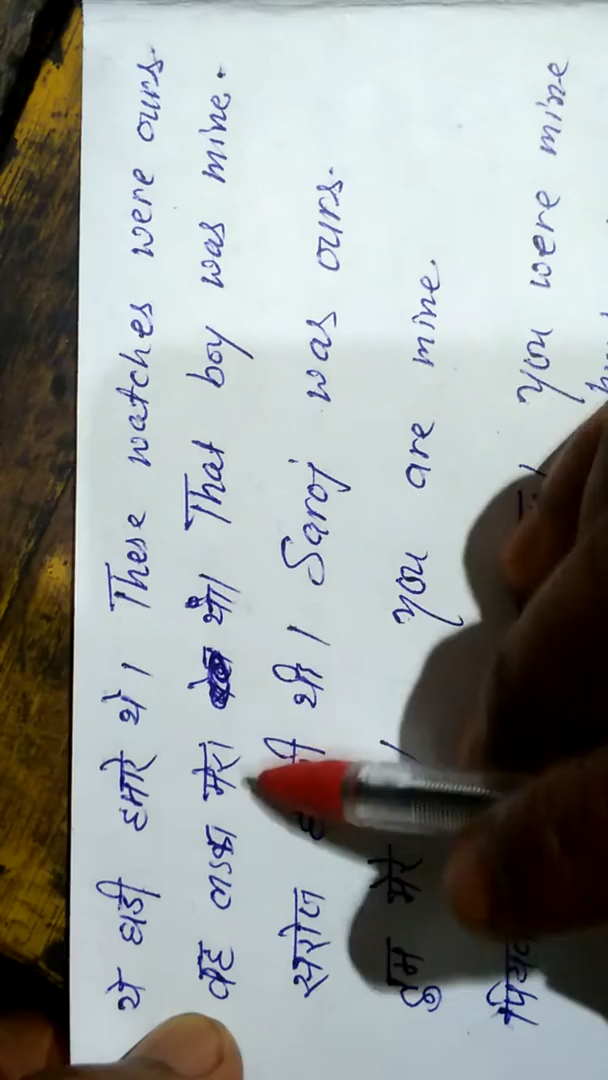 ये घडी हमारे थे। These watches were ours.
वह लडका मेरा था। That boy was mine.
सरोज थी। Saroj was ours.
तुम मेरे you are mine.
you were mine